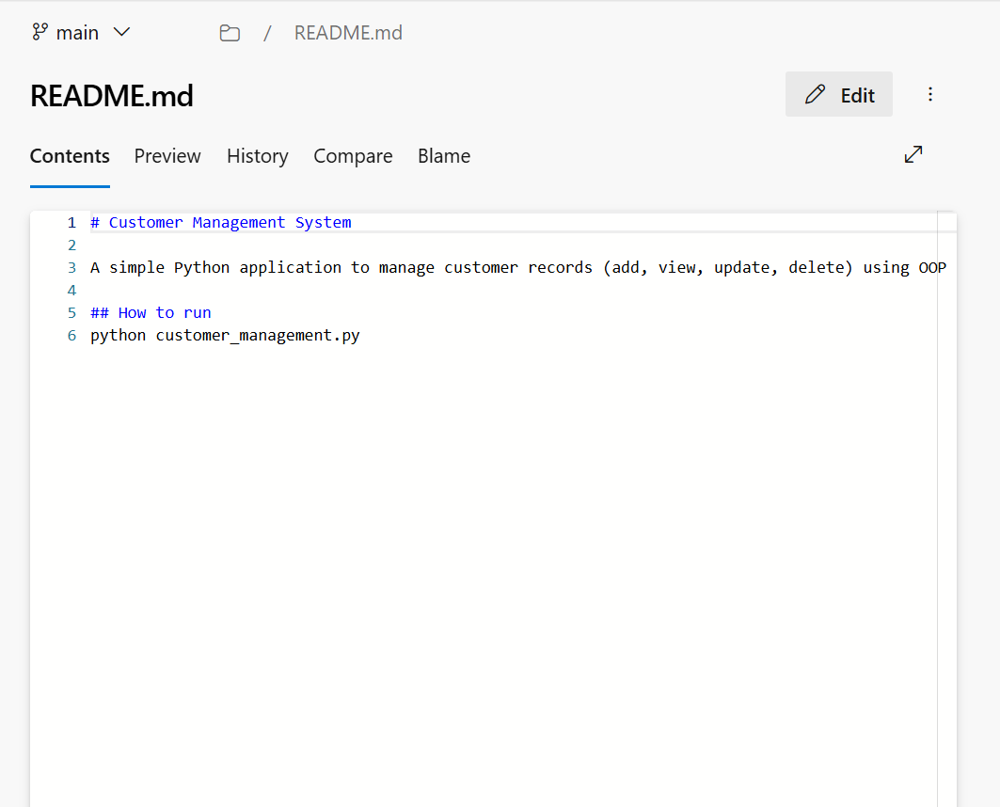 main
/ README.md
README.md
Edit
Contents Preview History Compare Blame
1 # Customer Management System
2
3 A simple Python application to manage customer records (add, view, update, delete) using OOP
4
5 ## How to run
6 python customer_management.py